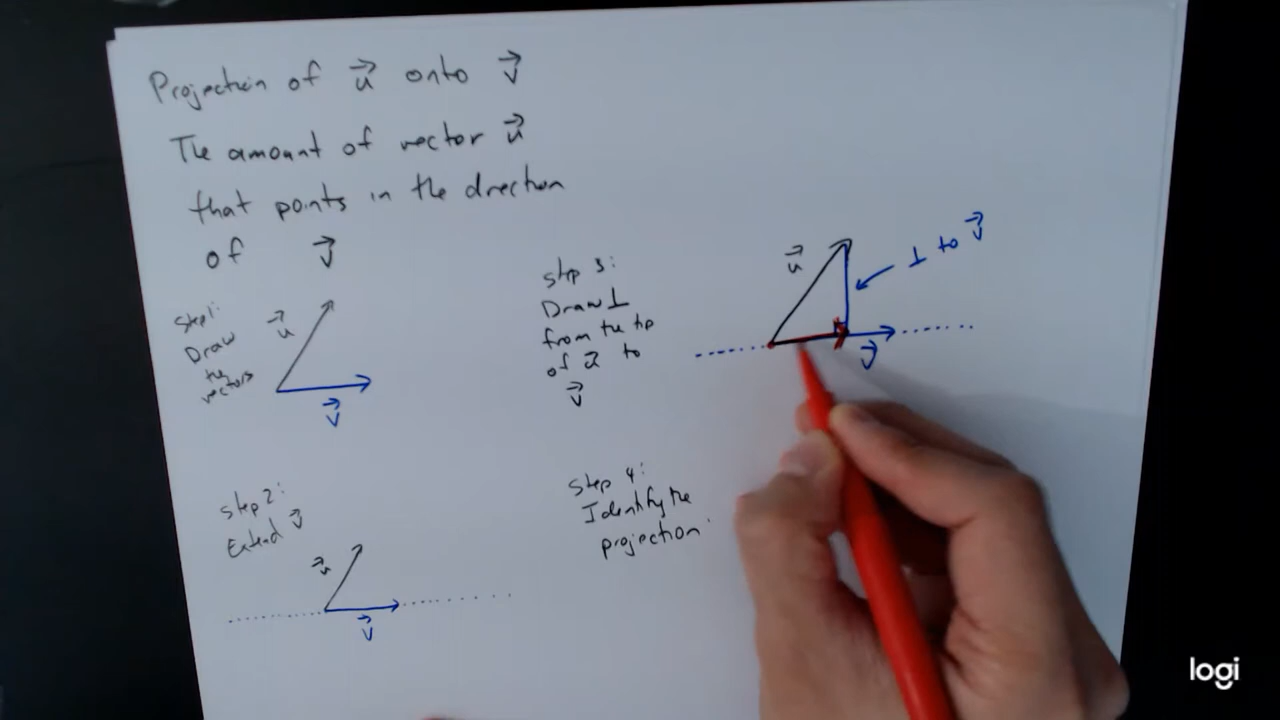 Projection of u⃗ onto v⃗
The amount of vector u⃗
that points in the direction
of v⃗
Step 1:
Draw
the
vectors
u⃗
v⃗
Step 2:
Extend v⃗
u⃗
v⃗
Step 3:
Draw ⊥
from the tip
of u⃗ to
v⃗
u⃗
⊥ to v⃗
v⃗
Step 4:
Identify the
projection
logi